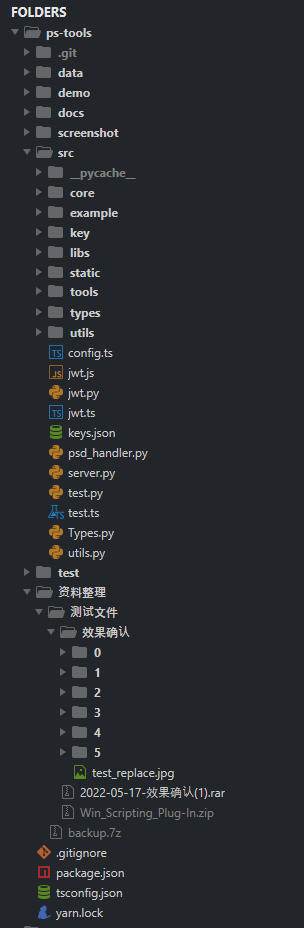 FOLDERS
ps-tools
.git
data
demo
docs
screenshot
src
__pycache__
core
example
key
libs
static
tools
types
utils
config.ts
jwt.js
jwt.py
jwt.ts
keys.json
psd_handler.py
server.py
test.py
test.ts
Types.py
utils.py
test
资料整理
测试文件
效果确认
0
1
2
3
4
5
test_replace.jpg
2022-05-17-效果确认(1).rar
Win_Scripting_Plug-In.zip
backup.7z
.gitignore
package.json
tsconfig.json
yarn.lock